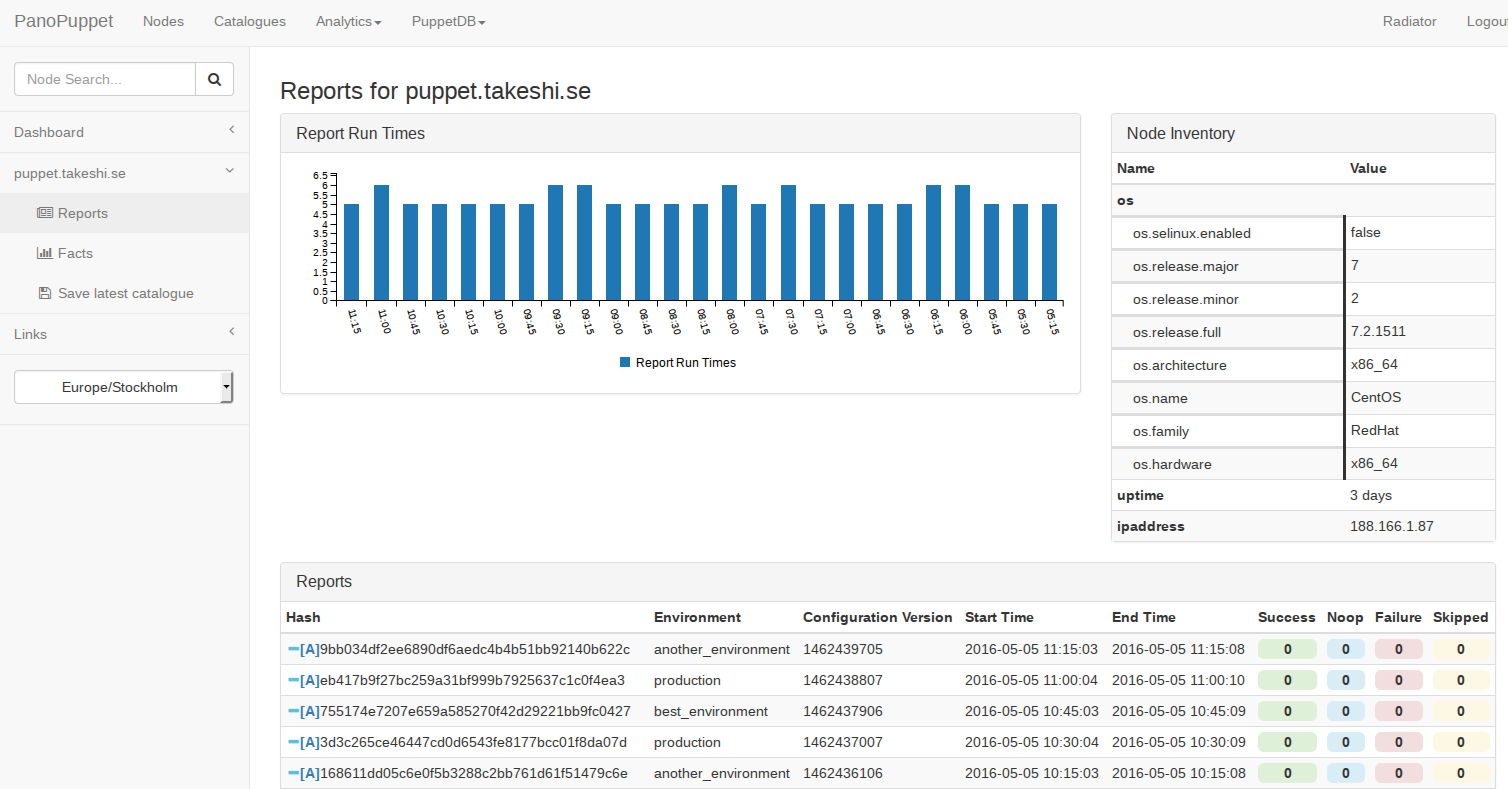 PanoPuppet Nodes Catalogues Analytics PuppetDB Radiator Logou
Node Search...
Dashboard
puppet.takeshi.se
Reports
Facts
Save latest catalogue
Links
Europe/Stockholm
Reports for puppet.takeshi.se
Report Run Times
6.5
6
5.5
5
4.5
4
3.5
3
2.5
2
1.5
1
0.5
0
11:15 11:00 10:45 10:30 10:15 10:00 09:45 09:30 09:15 09:00 08:45 08:30 08:15 08:00 07:45 07:30 07:15 07:00 06:45 06:30 06:15 06:00 05:45 05:30 05:15
Report Run Times
Node Inventory
Name Value
os
os.selinux.enabled false
os.release.major 7
os.release.minor 2
os.release.full 7.2.1511
os.architecture x86_64
os.name CentOS
os.family RedHat
os.hardware x86_64
uptime 3 days
ipaddress 188.166.1.87
Reports
Hash Environment Configuration Version Start Time End Time Success Noop Failure Skipped
[A]9bb034df2ee6890df6aedc4b4b51bb92140b622c another_environment 1462439705 2016-05-05 11:15:03 2016-05-05 11:15:08 0 0 0 0
[A]eb417b9f27bc259a31bf999b7925637c1c0f4ea3 production 1462438807 2016-05-05 11:00:04 2016-05-05 11:00:10 0 0 0 0
[A]755174e7207e659a585270f42d29221bb9fc0427 best_environment 1462437906 2016-05-05 10:45:03 2016-05-05 10:45:09 0 0 0 0
[A]3d3c265ce46447cd0d6543fe8177bcc01f8da07d production 1462437007 2016-05-05 10:30:04 2016-05-05 10:30:09 0 0 0 0
[A]168611dd05c6e0f5b3288c2bb761d61f51479c6e another_environment 1462436106 2016-05-05 10:15:03 2016-05-05 10:15:08 0 0 0 0